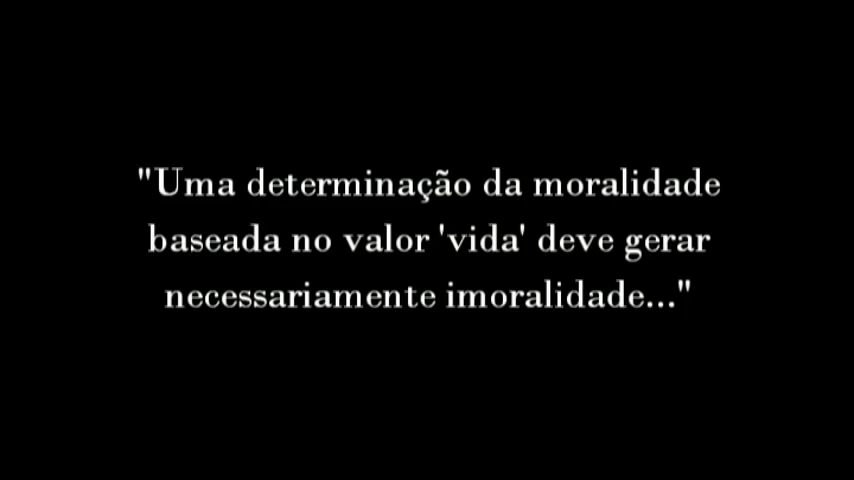 "Uma determinação da moralidade
baseada no valor 'vida' deve gerar
necessariamente imoralidade..."